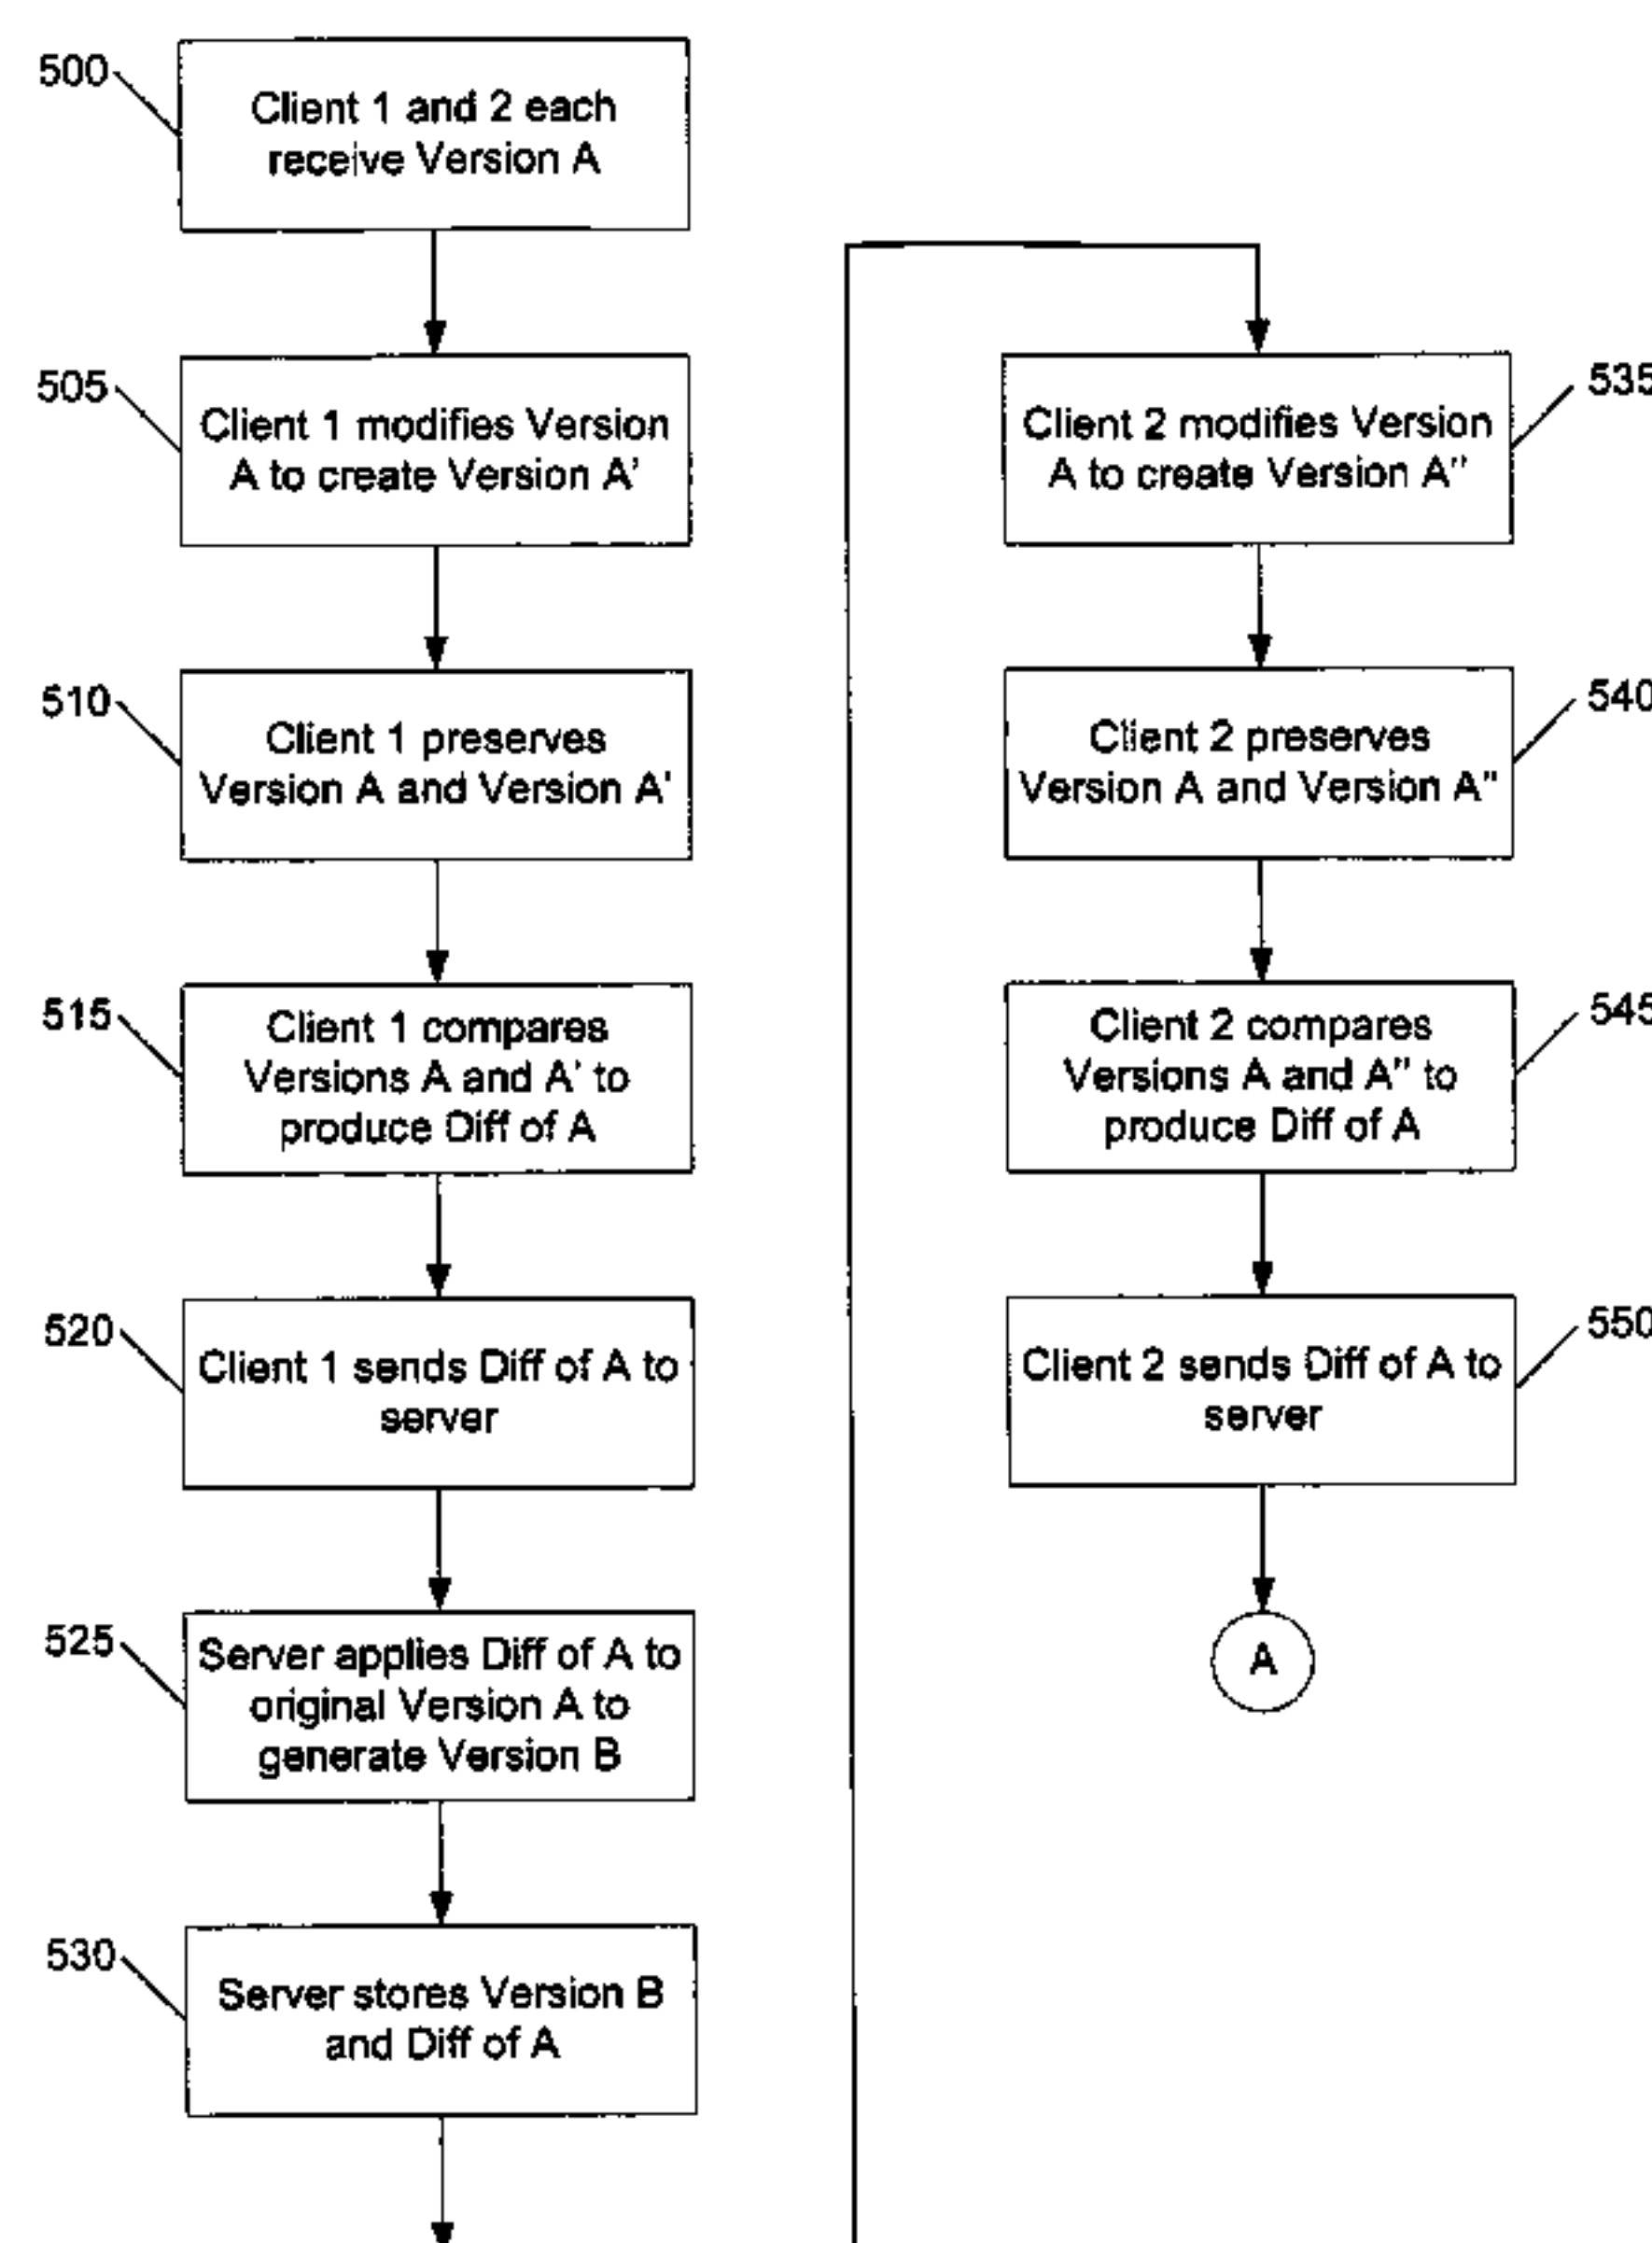 500
Client 1 and 2 each
receive Version A
505
Client 1 modifies Version
A to create Version A'
510
Client 1 preserves
Version A and Version A'
515
Client 1 compares
Versions A and A' to
produce Diff of A
520
Client 1 sends Diff of A to
server
525
Server applies Diff of A to
original Version A to
generate Version B
530
Server stores Version B
and Diff of A
535
Client 2 modifies Version
A to create Version A''
540
Client 2 preserves
Version A and Version A''
545
Client 2 compares
Versions A and A'' to
produce Diff of A
550
Client 2 sends Diff of A to
server
A